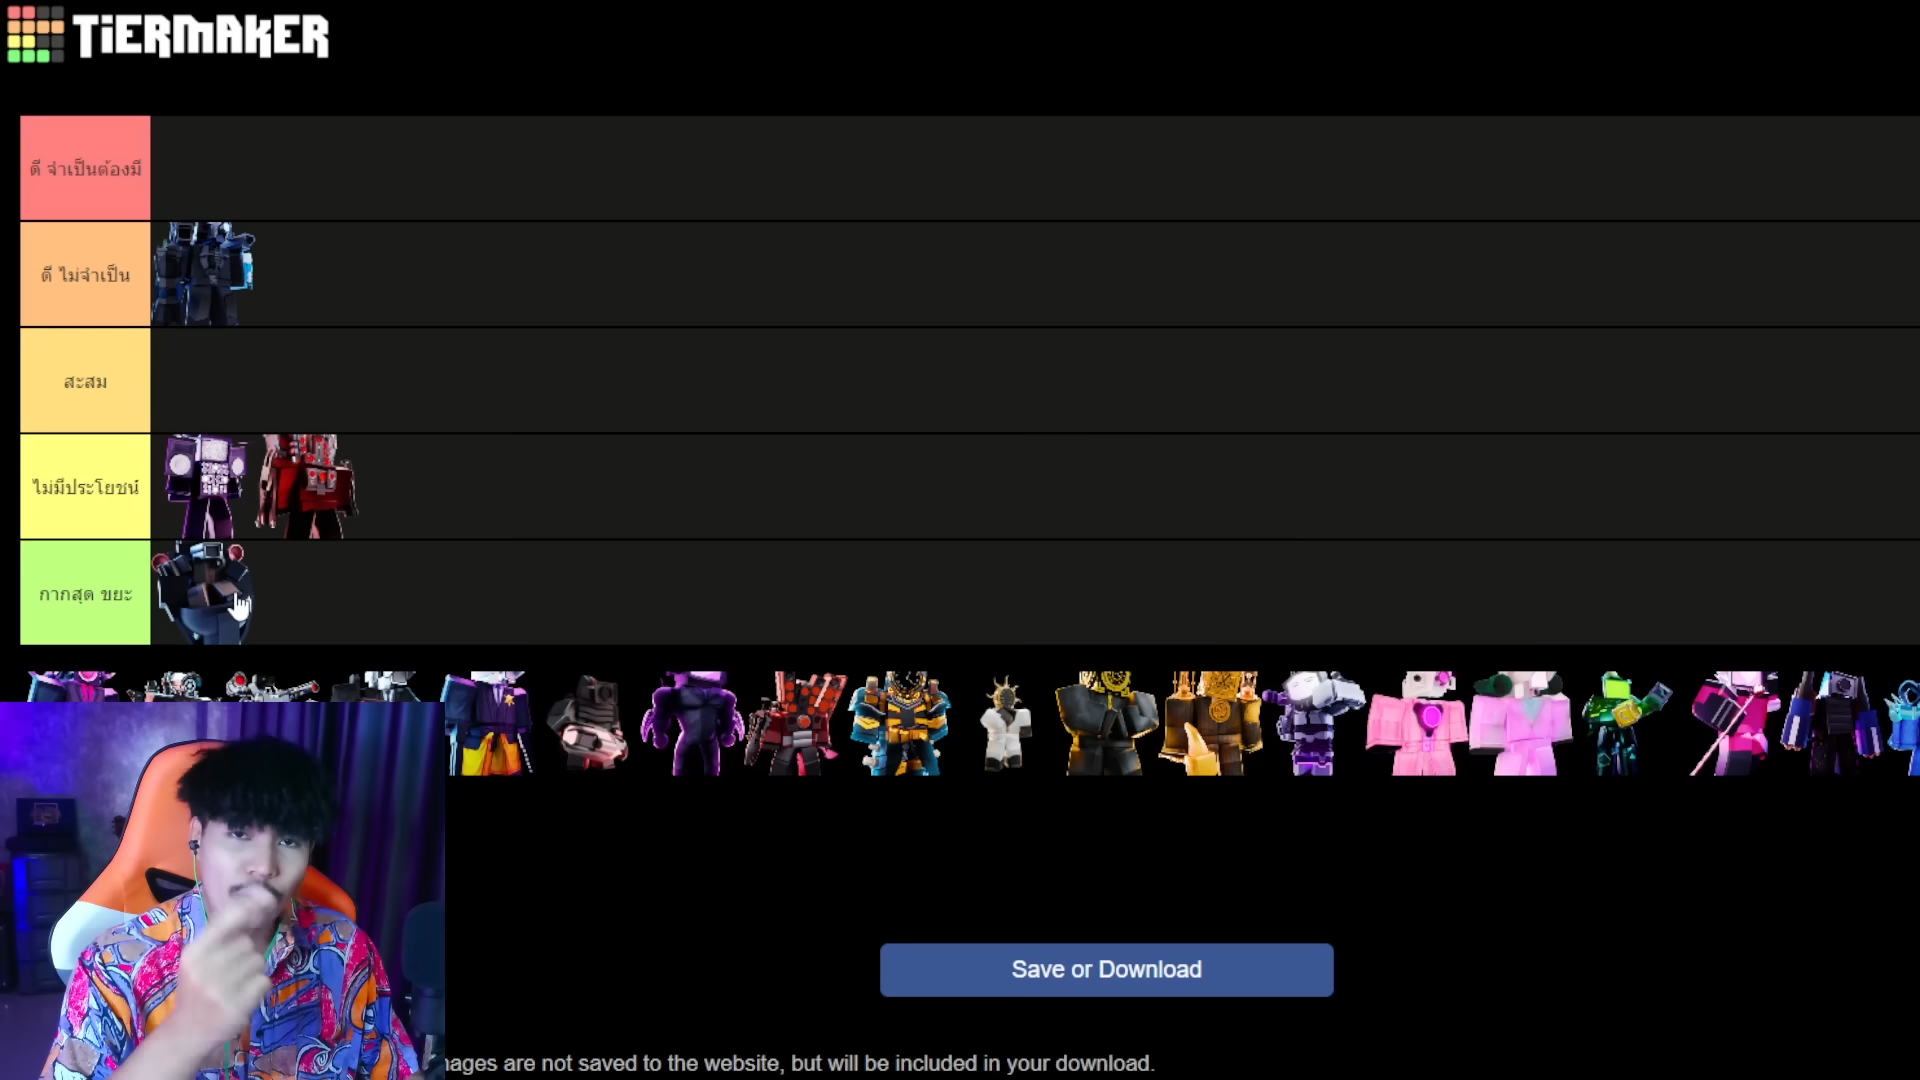 TIERMAKER
ดี จำเป็นต้องมี
ดี ไม่จำเป็น
สะสม
ไม่มีประโยชน์
กากสุด ขยะ
Save or Download
ages are not saved to the website, but will be included in your download.